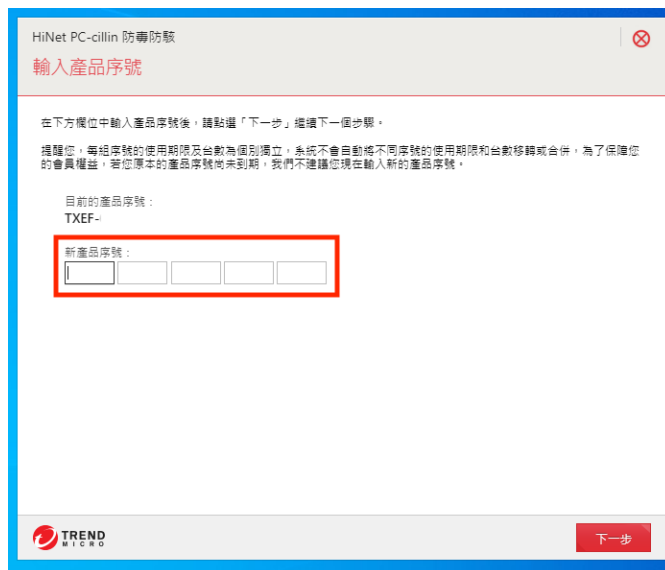 HiNet PC-cillin 防毒防駭
輸入產品序號
在下方欄位中輸入產品序號後，請點選「下一步」繼續下一個步驟。
提醒您，每組序號的使用期限及台數為個別獨立，系統不會自動將不同序號的使用期限和台數移轉或合併，為了保障您
的會員權益，若您原本的產品序號尚未到期，我們不建議您現在輸入新的產品序號。
目前的產品序號：
TXEF-
新產品序號：
TREND
MICRO
下一步